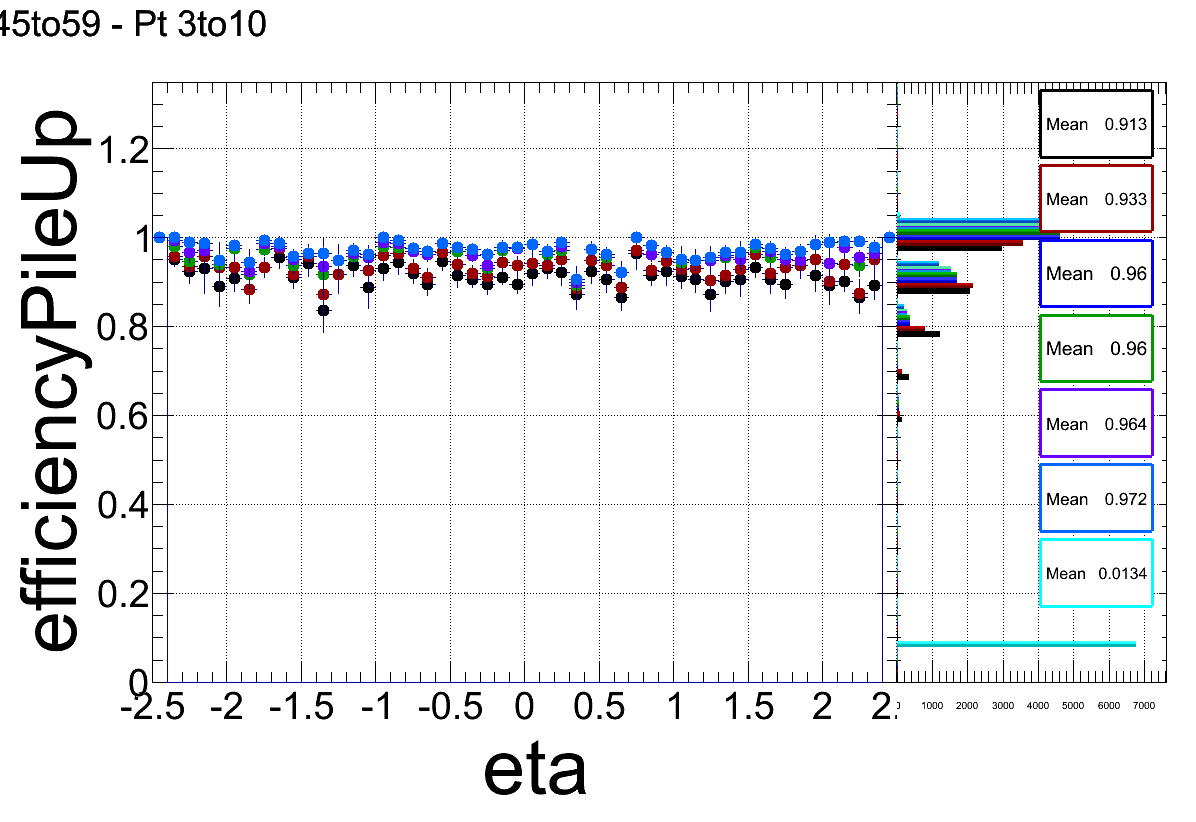 45to59 - Pt 3to10
efficiencyPileUp
1.2
1
0.8
0.6
0.4
0.2
0
-2.5 -2 -1.5 -1 -0.5 0 0.5 1 1.5 2 2.
eta
Mean 0.913
Mean 0.933
Mean 0.96
Mean 0.96
Mean 0.964
Mean 0.972
Mean 0.0134
1000 2000 3000 4000 5000 6000 7000